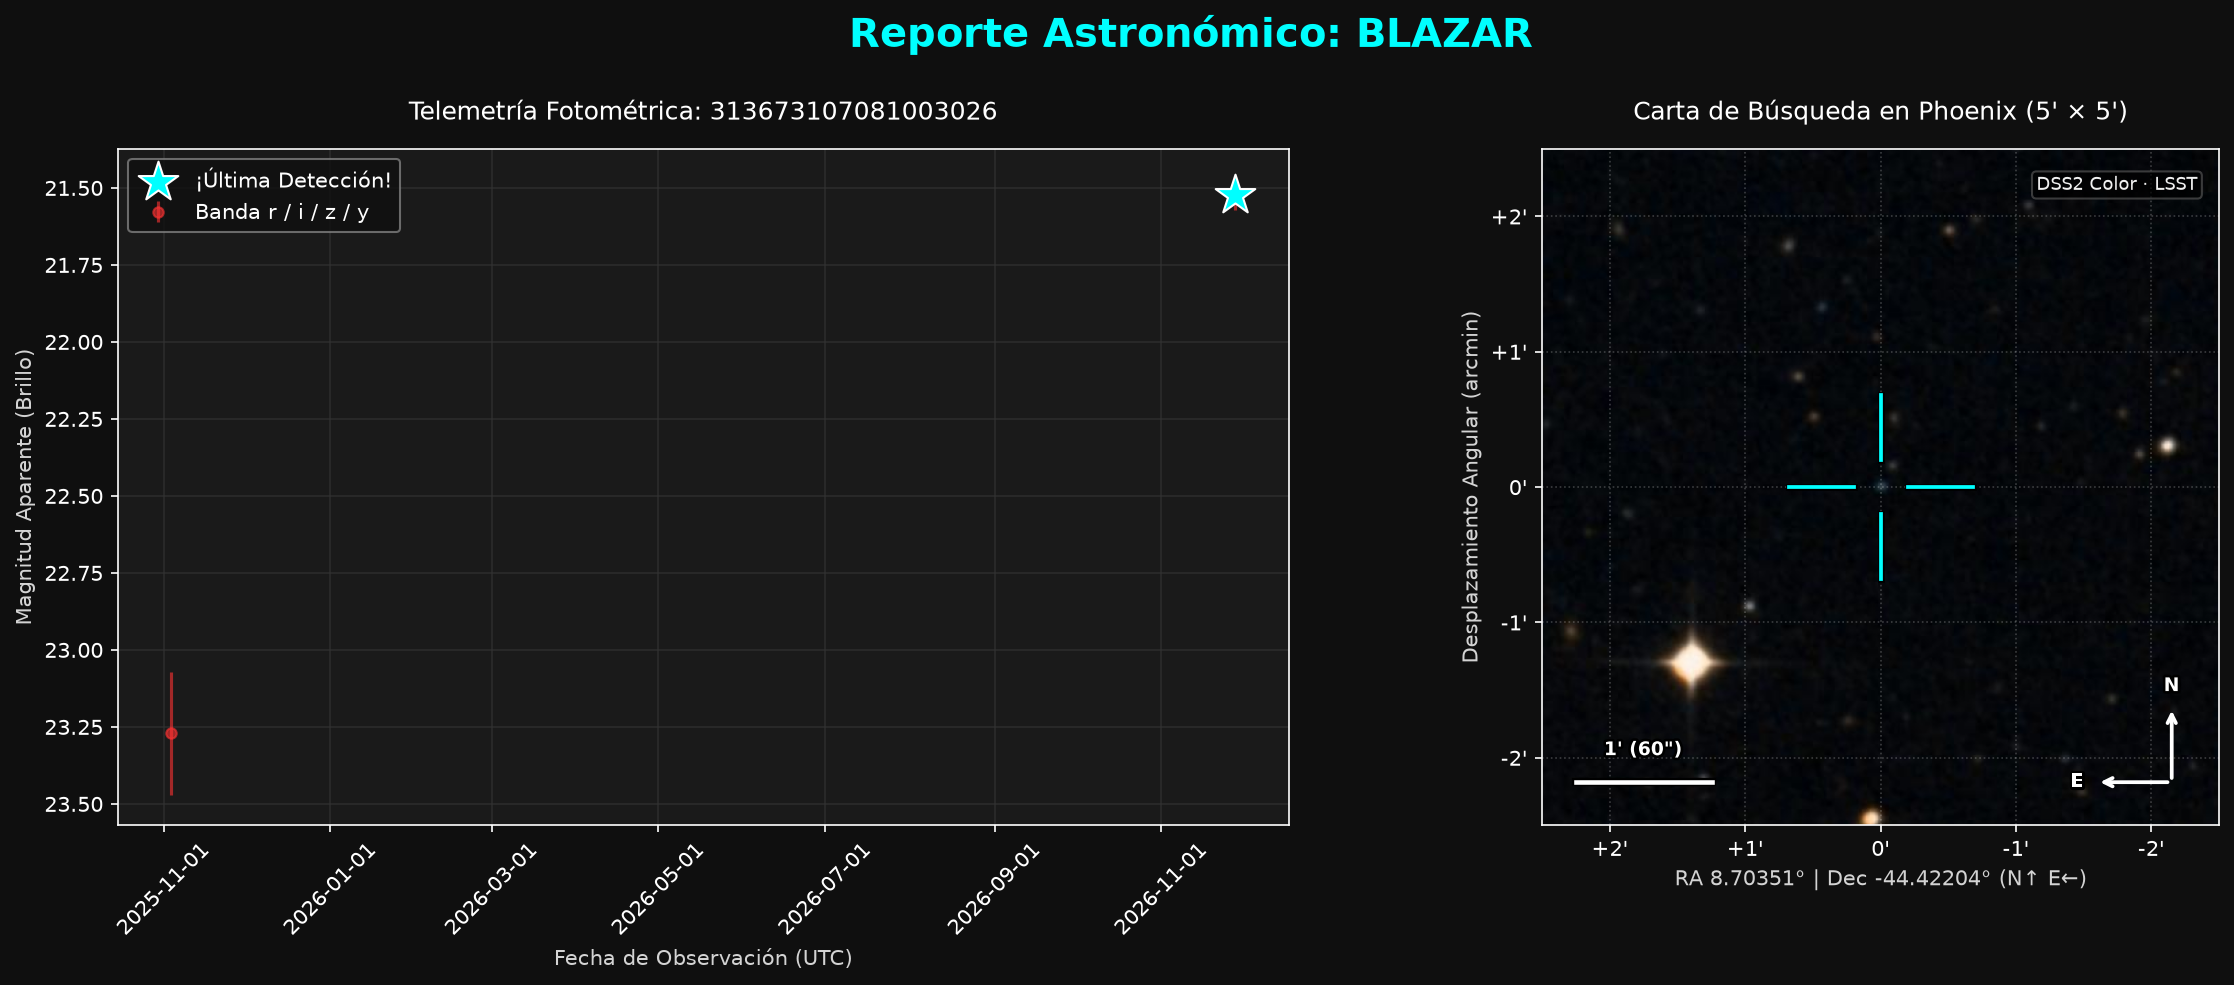 Reporte Astronómico: BLAZAR
Telemetría Fotométrica: 313673107081003026
¡Última Detección!
Banda r / i / z / y
Magnitud Aparente (Brillo)
21.50
21.75
22.00
22.25
22.50
22.75
23.00
23.25
23.50
2025-11-01
2026-01-01
2026-03-01
2026-05-01
2026-07-01
2026-09-01
2026-11-01
Fecha de Observación (UTC)
Carta de Búsqueda en Phoenix (5' × 5')
DSS2 Color · LSST
Desplazamiento Angular (arcmin)
+2'
+1'
0'
-1'
-2'
N
E
1' (60")
+2'
+1'
0'
-1'
-2'
RA 8.70351° | Dec -44.42204° (N↑ E←)